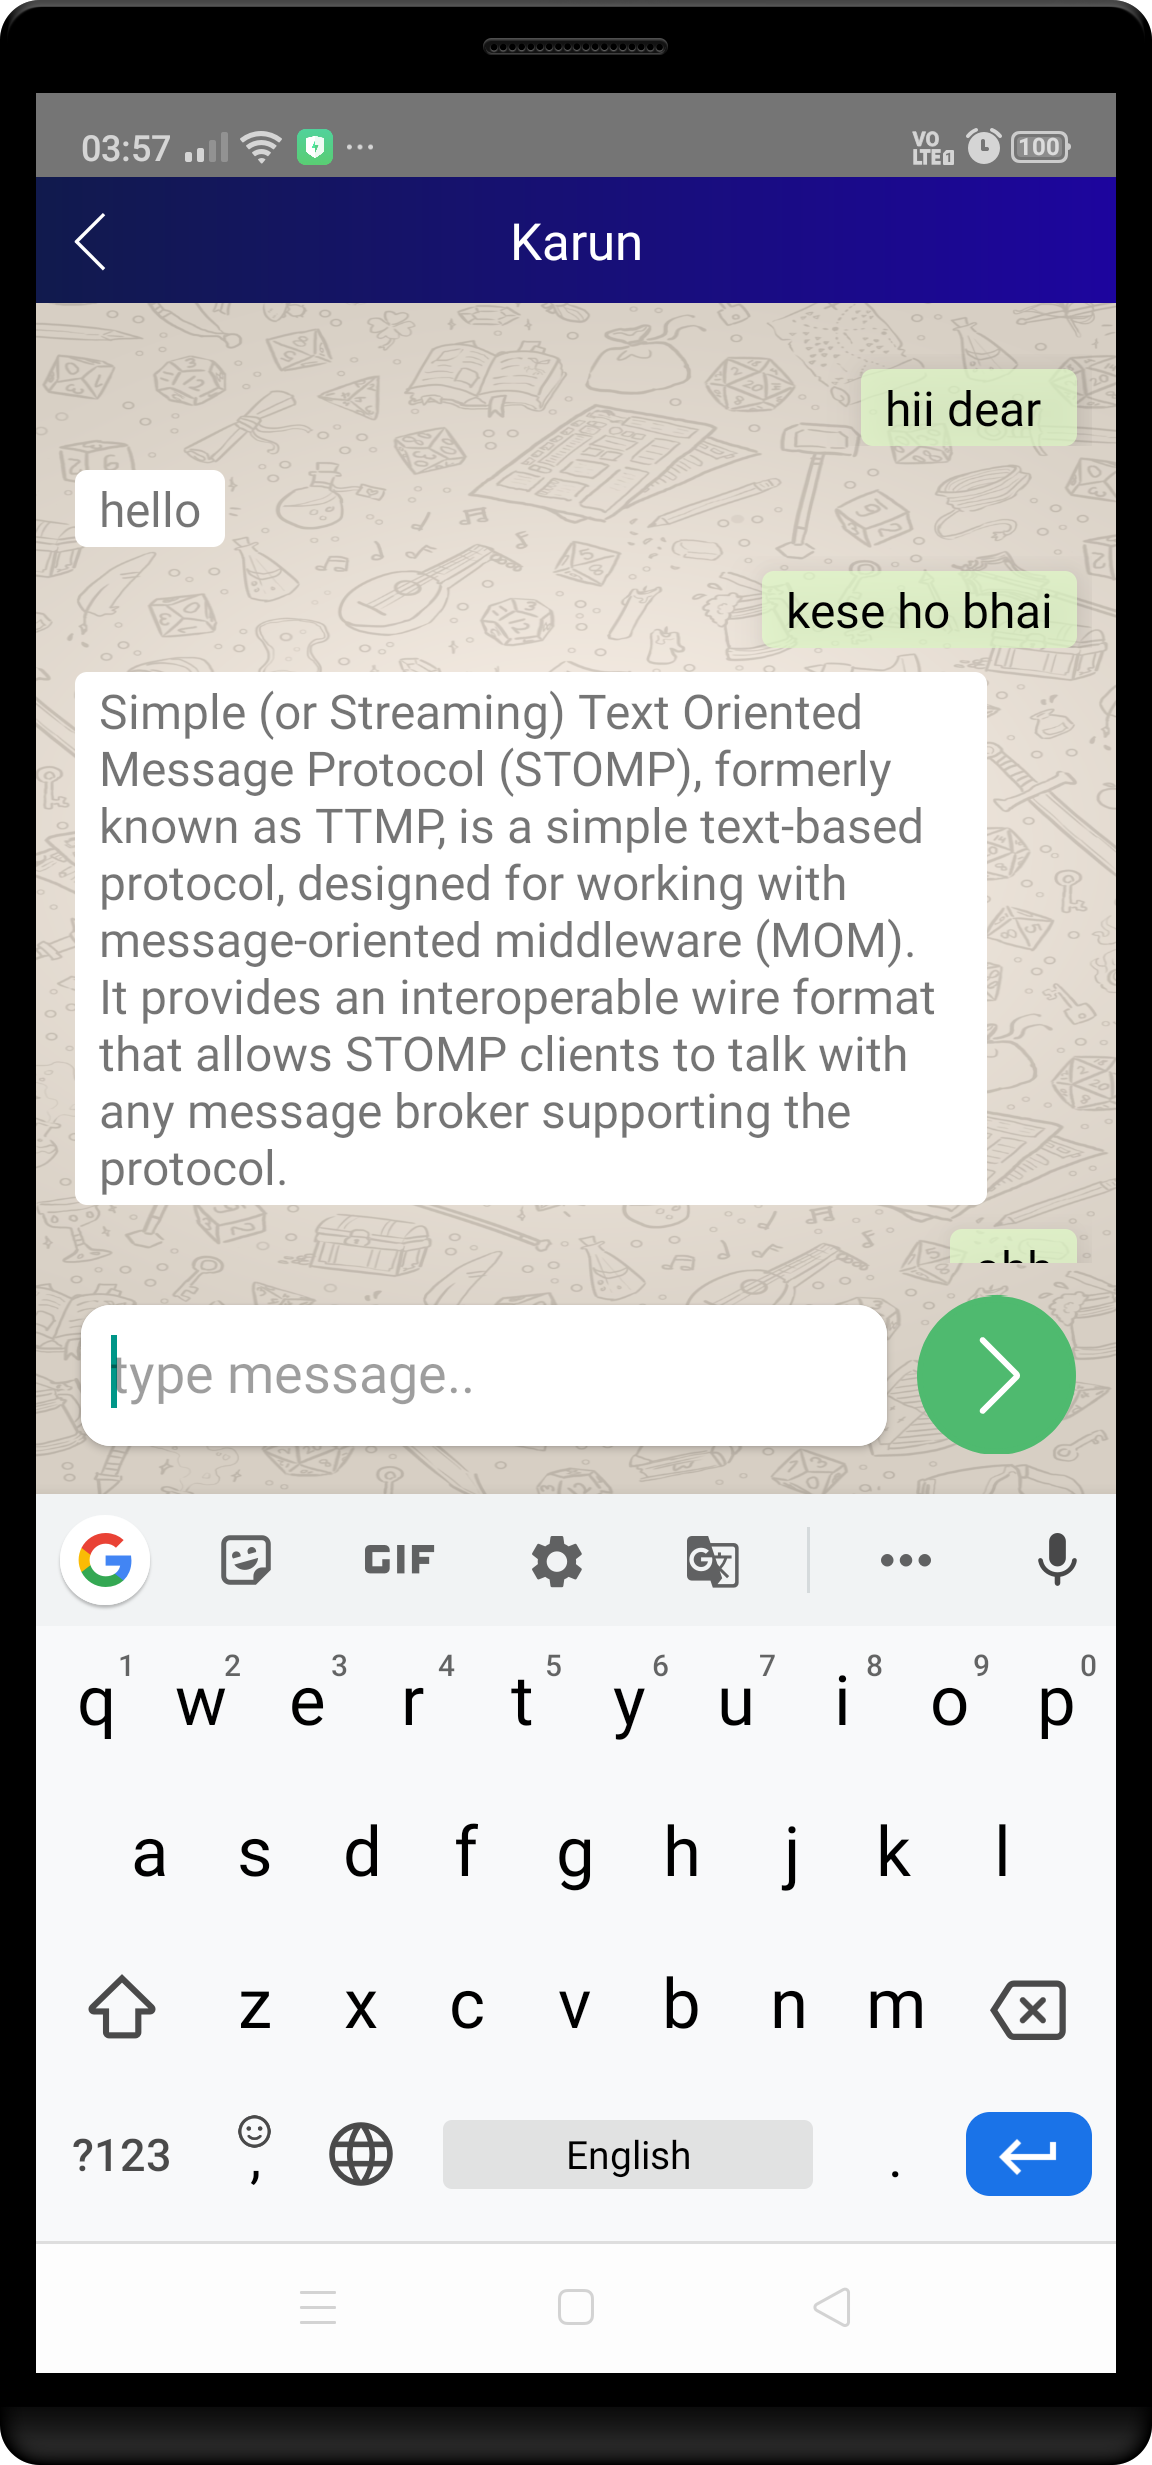 03:57
VO
LTE1
100
Karun
hii dear
hello
kese ho bhai
Simple (or Streaming) Text Oriented
Message Protocol (STOMP), formerly
known as TTMP, is a simple text-based
protocol, designed for working with
message-oriented middleware (MOM).
It provides an interoperable wire format
that allows STOMP clients to talk with
any message broker supporting the
protocol.
type message..
GIF
1 2 3 4 5 6 7 8 9 0
q w e r t y u i o p
a s d f g h j k l
z x c v b n m
?123 , English .